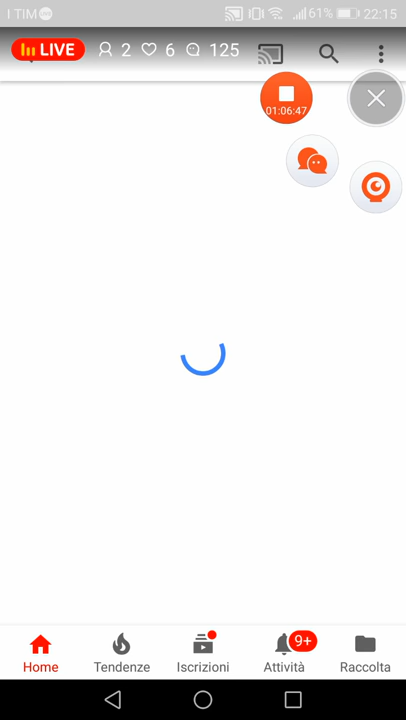 I TIM 61% 22:15
LIVE 2 6 125
01:06:47
9+
Home Tendenze Iscrizioni Attività Raccolta